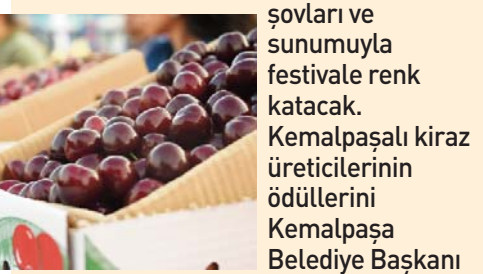 şovları ve
sunumuyla
festivale renk
katacak.
Kemalpaşalı kiraz
üreticilerinin
ödüllerini
Kemalpaşa
Belediye Başkanı